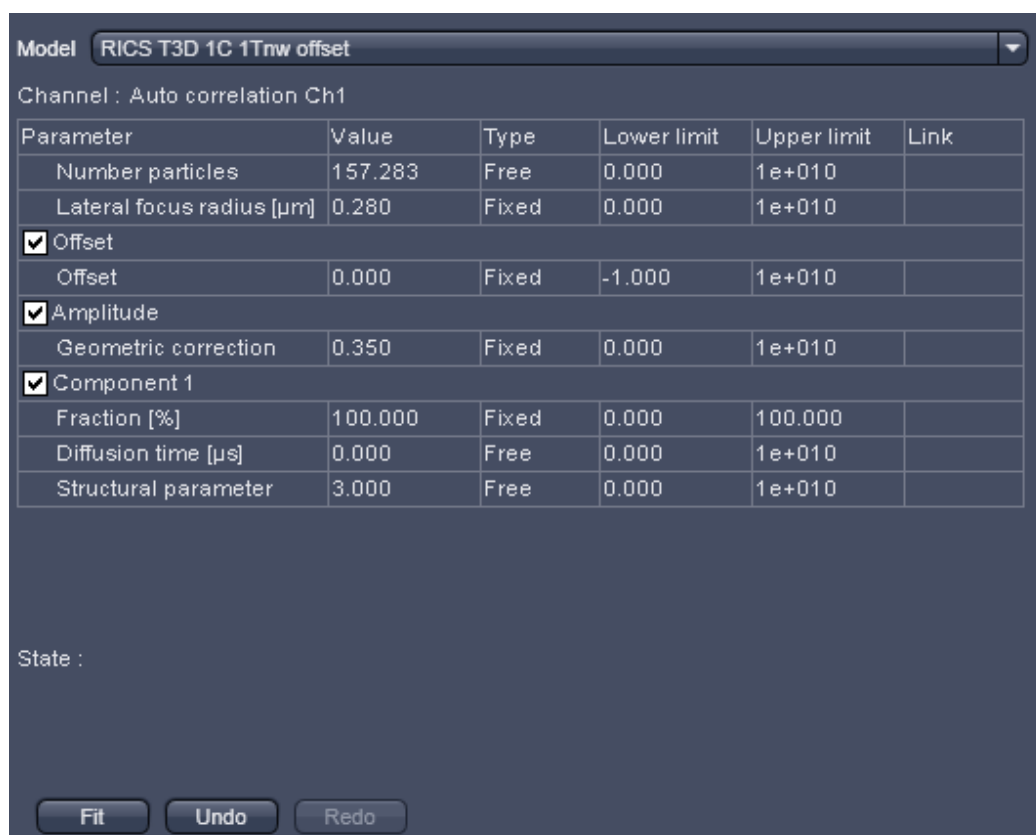 Model RICS T3D 1C 1Tnw offset
Channel : Auto correlation Ch1
Parameter Value Type Lower limit Upper limit Link
Number particles 157.283 Free 0.000 1e+010
Lateral focus radius [µm] 0.280 Fixed 0.000 1e+010
Offset
Offset 0.000 Fixed -1.000 1e+010
Amplitude
Geometric correction 0.350 Fixed 0.000 1e+010
Component 1
Fraction [%] 100.000 Fixed 0.000 100.000
Diffusion time [µs] 0.000 Free 0.000 1e+010
Structural parameter 3.000 Free 0.000 1e+010
State :
Fit Undo Redo